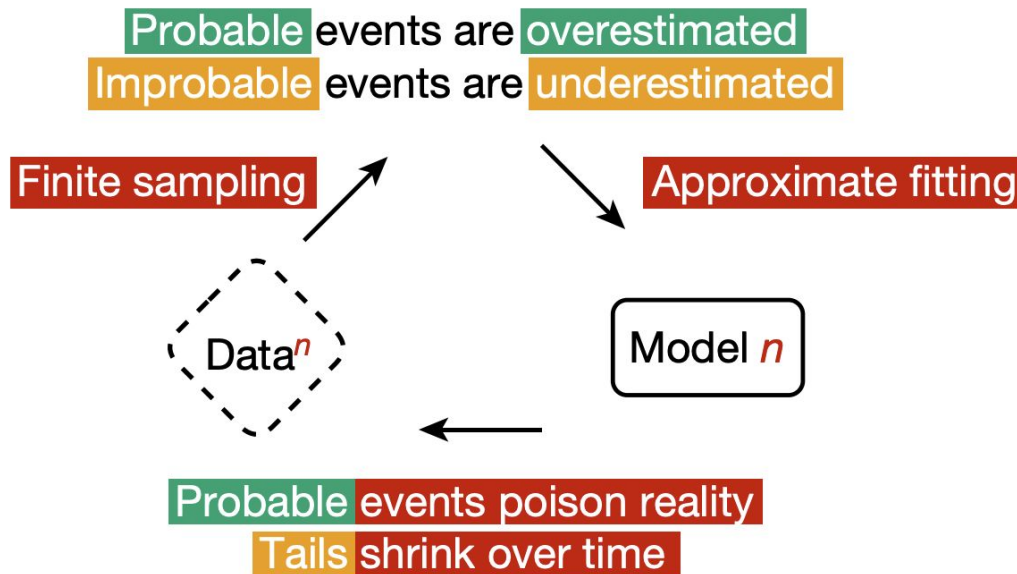 Probable events are overestimated
Improbable events are underestimated
Finite sampling
Approximate fitting
Dataⁿ
Model n
Probable events poison reality
Tails shrink over time